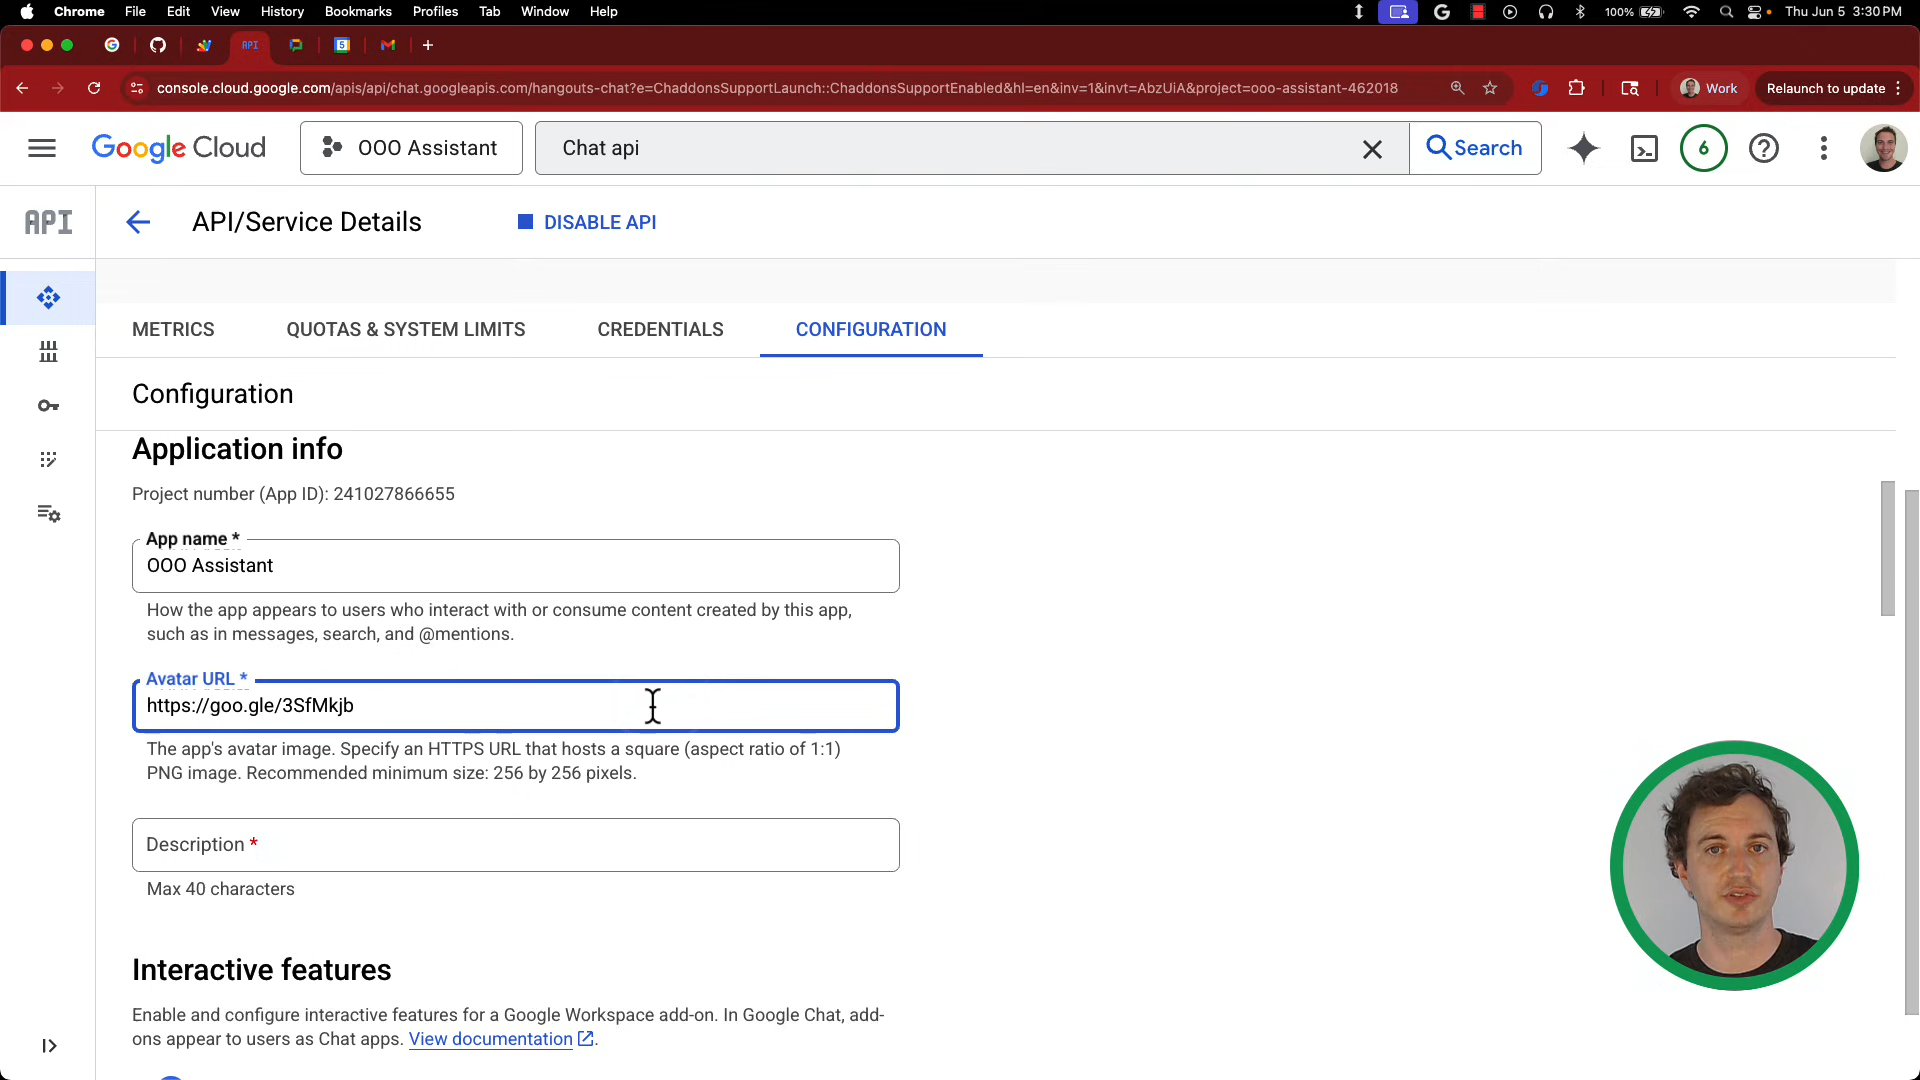 Chrome File Edit View History Bookmarks Profiles Tab Window Help 100% Thu Jun 5 3:30 PM
API 5
console.cloud.google.com/apis/api/chat.googleapis.com/hangouts-chat?e=ChaddonsSupportLaunch::ChaddonsSupportEnabled&hl=en&inv=1&invt=AbzUiA&project=ooo-assistant-462018 Work Relaunch to update
Google Cloud OOO Assistant Chat api Search 6
API API/Service Details DISABLE API
METRICS QUOTAS & SYSTEM LIMITS CREDENTIALS CONFIGURATION
Configuration
Application info
Project number (App ID): 241027866655
App name *
OOO Assistant
How the app appears to users who interact with or consume content created by this app,
such as in messages, search, and @mentions.
Avatar URL *
https://goo.gle/3SfMkjb
The app's avatar image. Specify an HTTPS URL that hosts a square (aspect ratio of 1:1)
PNG image. Recommended minimum size: 256 by 256 pixels.
Description *
Max 40 characters
Interactive features
Enable and configure interactive features for a Google Workspace add-on. In Google Chat, add-
ons appear to users as Chat apps. View documentation .